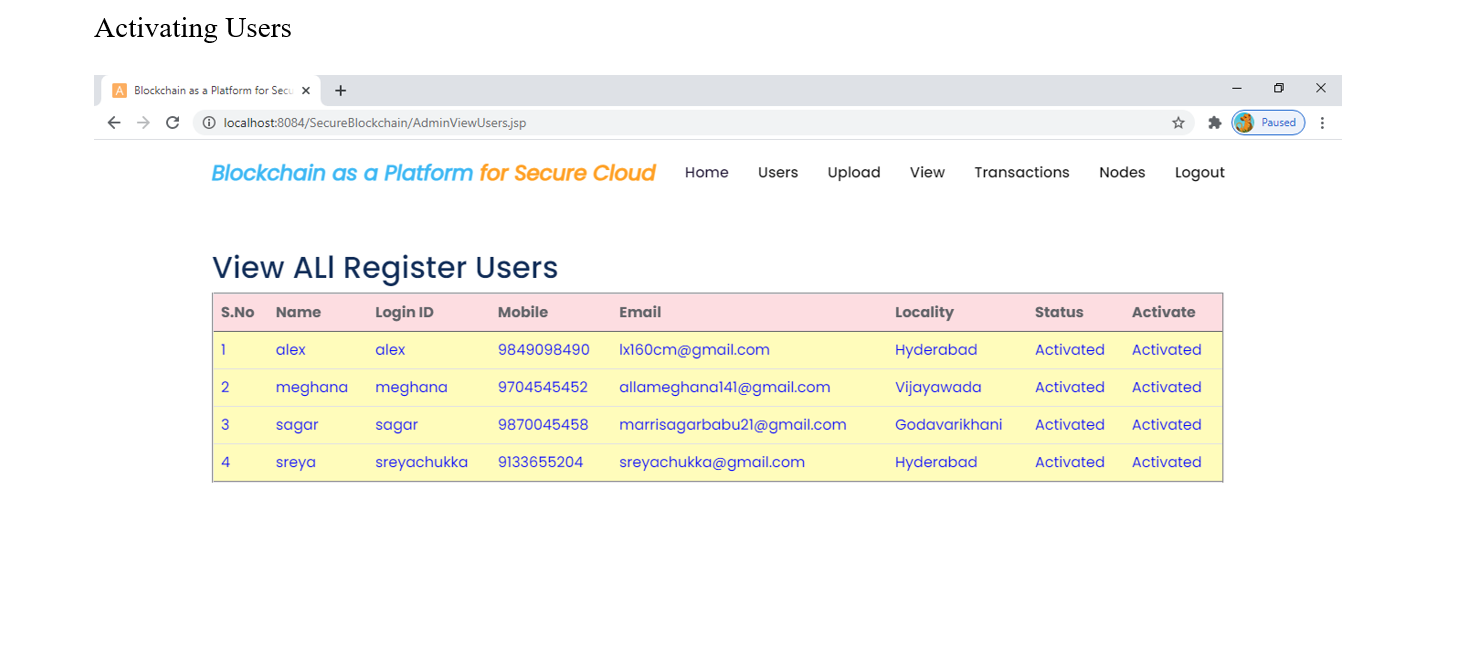 Activating Users
Blockchain as a Platform for Secu
localhost:8084/SecureBlockchain/AdminViewUsers.jsp Paused
Blockchain as a Platform for Secure Cloud Home Users Upload View Transactions Nodes Logout
View ALl Register Users
S.No Name Login ID Mobile Email Locality Status Activate
1 alex alex 9849098490 lx160cm@gmail.com Hyderabad Activated Activated
2 meghana meghana 9704545452 allameghana141@gmail.com Vijayawada Activated Activated
3 sagar sagar 9870045458 marrisagarbabu21@gmail.com Godavarikhani Activated Activated
4 sreya sreyachukka 9133655204 sreyachukka@gmail.com Hyderabad Activated Activated